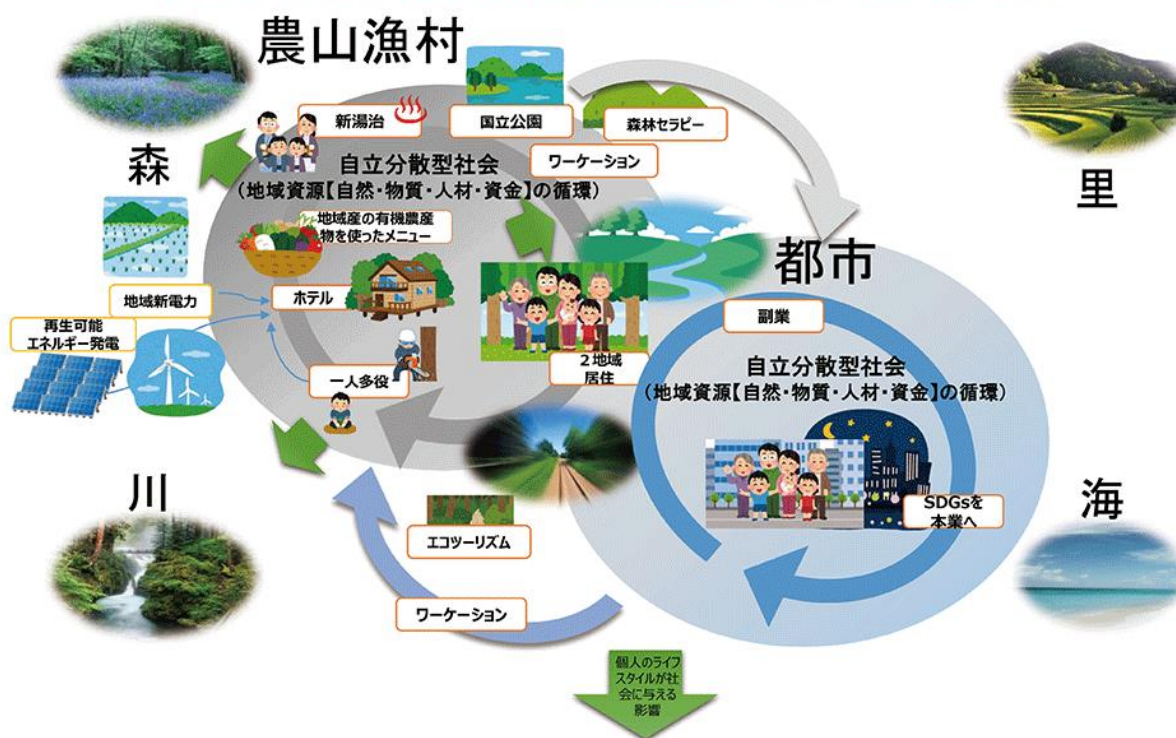 農山漁村
森
新湯治
国立公園
森林セラピー
ワーケーション
里
自立分散型社会
(地域資源【自然・物質・人材・資金】の循環)
地域産の有機農産
物を使ったメニュー
都市
地域新電力
ホテル
再生可能
エネルギー発電
一人多役
２地域
居住
副業
自立分散型社会
(地域資源【自然・物質・人材・資金】の循環)
SDGsを
本業へ
川
海
エコツーリズム
ワーケーション
個人のライフ
スタイルが社
会に与える
影響